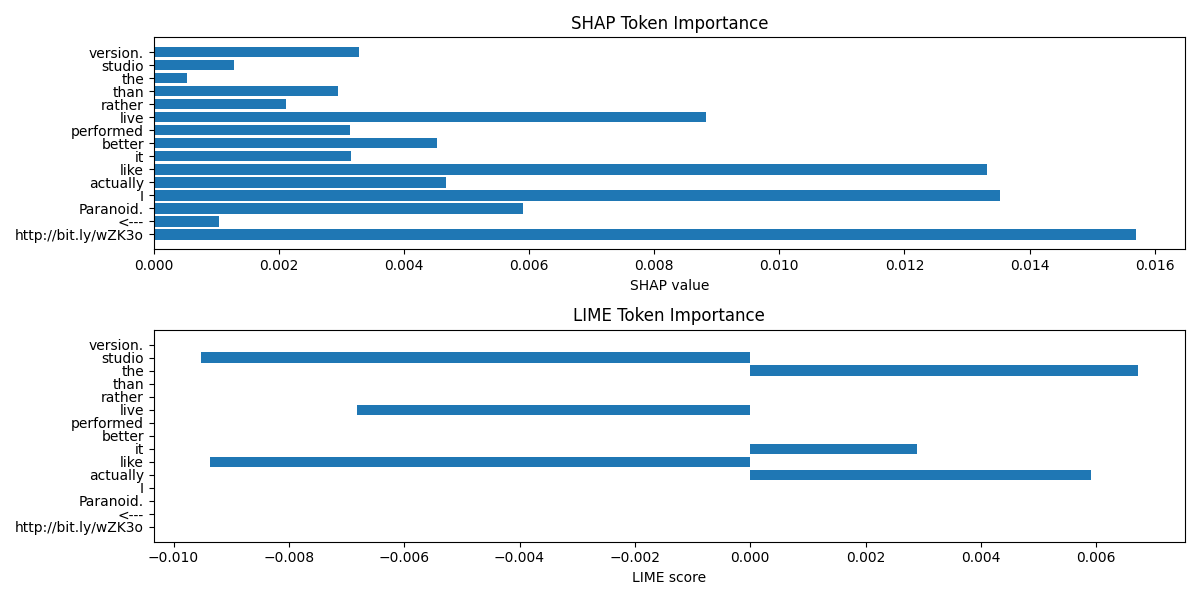 SHAP Token Importance
version.
studio
the
than
rather
live
performed
better
it
like
actually
I
Paranoid.
<---
http://bit.ly/wZK3o
0.000 0.002 0.004 0.006 0.008 0.010 0.012 0.014 0.016
SHAP value
LIME Token Importance
version.
studio
the
than
rather
live
performed
better
it
like
actually
I
Paranoid.
<---
http://bit.ly/wZK3o
−0.010 −0.008 −0.006 −0.004 −0.002 0.000 0.002 0.004 0.006
LIME score